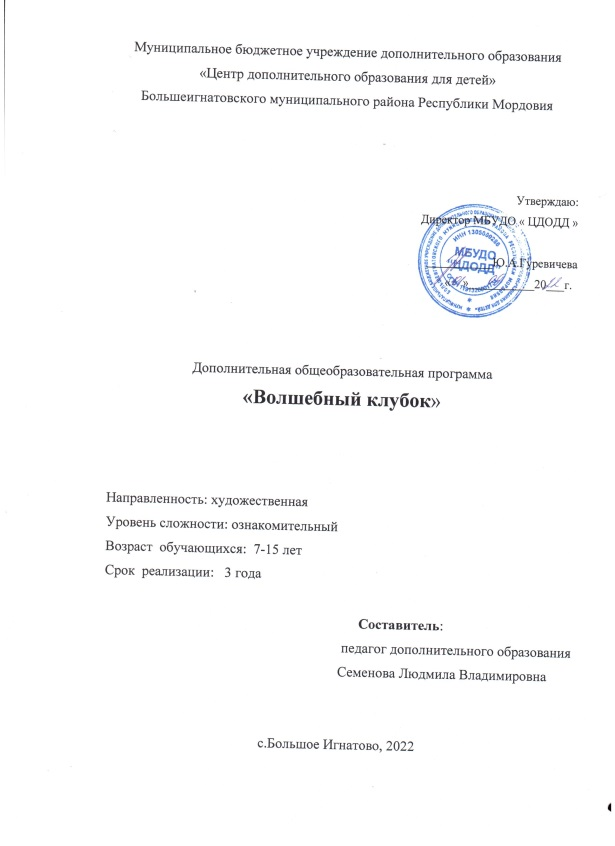 Муниципальное бюджетное учреждение дополнительного образования
«Центр дополнительного образования для детей»
Большеигнатовского муниципального района Республики Мордовия
Утверждаю:
Директор МБУДО « ЦДОДД »
МБУДО
"ЦДОДД"
Ю.А.Гуревичева
« » 20 г.
Дополнительная общеобразовательная программа
«Волшебный клубок»
Направленность: художественная
Уровень сложности: ознакомительный
Возраст обучающихся: 7-15 лет
Срок реализации: 3 года
Составитель:
педагог дополнительного образования
Семенова Людмила Владимировна
с.Большое Игнатово, 2022